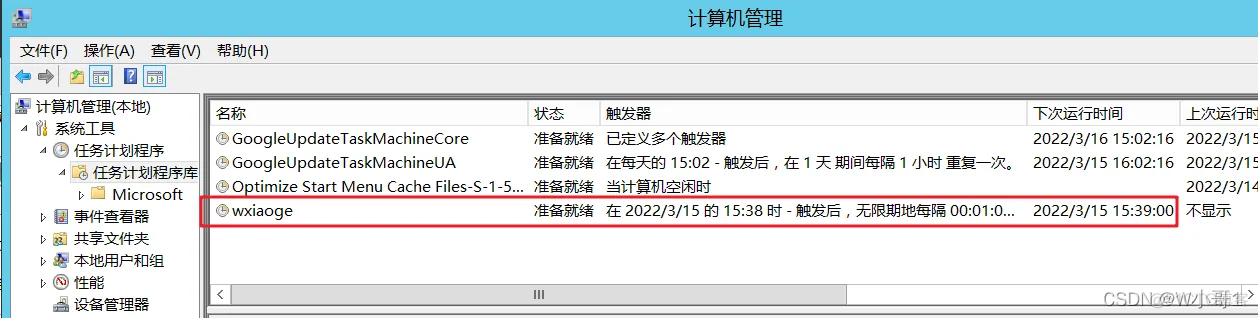 计算机管理
文件(F) 操作(A) 查看(V) 帮助(H)
计算机管理(本地)
系统工具
任务计划程序
任务计划程序库
Microsoft
事件查看器
共享文件夹
本地用户和组
性能
设备管理器
名称 状态 触发器 下次运行时间 上次运行时
GoogleUpdateTaskMachineCore 准备就绪 已定义多个触发器 2022/3/16 15:02:16 2022/3/15
GoogleUpdateTaskMachineUA 准备就绪 在每天的 15:02 - 触发后，在 1 天 期间每隔 1 小时 重复一次。 2022/3/15 16:02:16 2022/3/15
Optimize Start Menu Cache Files-S-1-5... 准备就绪 当计算机空闲时 2022/3/14
wxiaoge 准备就绪 在 2022/3/15 的 15:38 时 - 触发后，无限期地每隔 00:01:0... 2022/3/15 15:39:00 不显示
CSDN @W小哥1